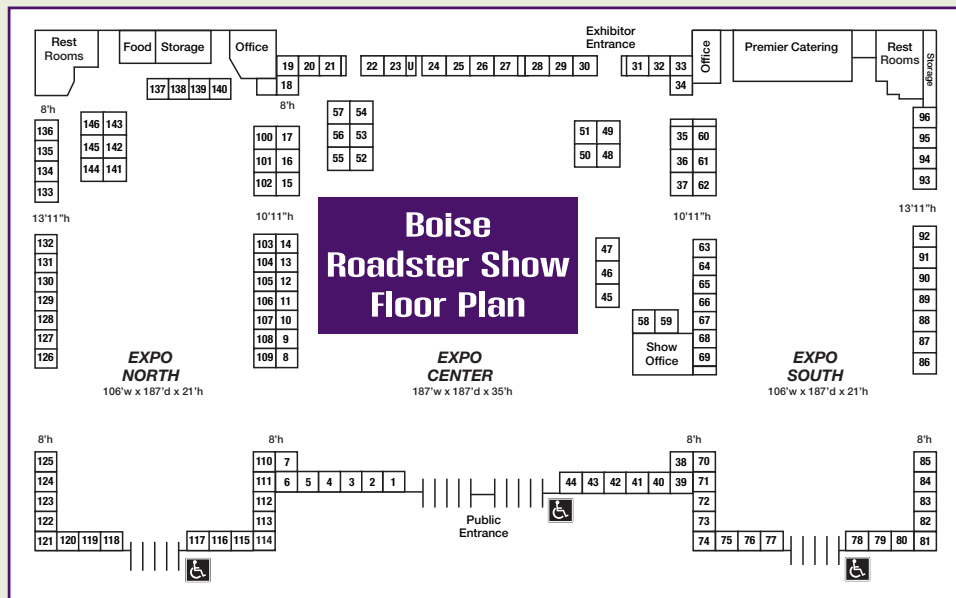 Exhibitor
Entrance
Rest
Rooms
Food
Storage
Office
Office
Premier Catering
Rest
Rooms
Storage
19 20 21 22 23 U 24 25 26 27 28 29 30 31 32 33
18 34
137 138 139 140
8'h 8'h
57 54
56 53
55 52
51 49
50 48
136
135
134
133
146 143
145 142
144 141
100 17
101 16
102 15
35 60
36 61
37 62
96
95
94
93
13'11"h 10'11"h 10'11"h 13'11"h
Boise
Roadster Show
Floor Plan
132
131
130
129
128
127
126
103 14
104 13
105 12
106 11
107 10
108 9
109 8
47
46
45
58 59
Show
Office
63
64
65
66
67
68
69
92
91
90
89
88
87
86
EXPO
NORTH
106'w x 187'd x 21'h
EXPO
CENTER
187'w x 187'd x 35'h
EXPO
SOUTH
106'w x 187'd x 21'h
8'h 8'h 8'h 8'h
125
124
123
122
121 120 119 118
117 116 115 114
110 7
111 6 5 4 3 2 1
112
113
Public
Entrance
44 43 42 41 40 39
38 70
71
72
73
74 75 76 77
78 79 80 81
85
84
83
82